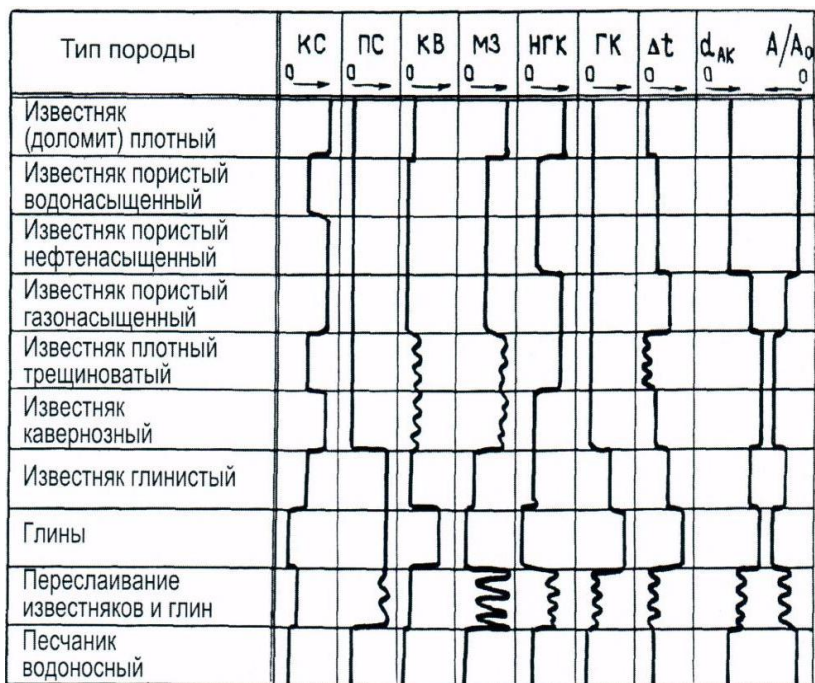 Тип породы КС ПС КВ МЗ НГК ГК Δt dАК А/А0
0 0 0 0 0 0 0 0 0
Известняк
(доломит) плотный
Известняк пористый
водонасыщенный
Известняк пористый
нефтенасыщенный
Известняк пористый
газонасыщенный
Известняк плотный
трещиноватый
Известняк
кавернозный
Известняк глинистый
Глины
Переслаивание
известняков и глин
Песчаник
водоносный